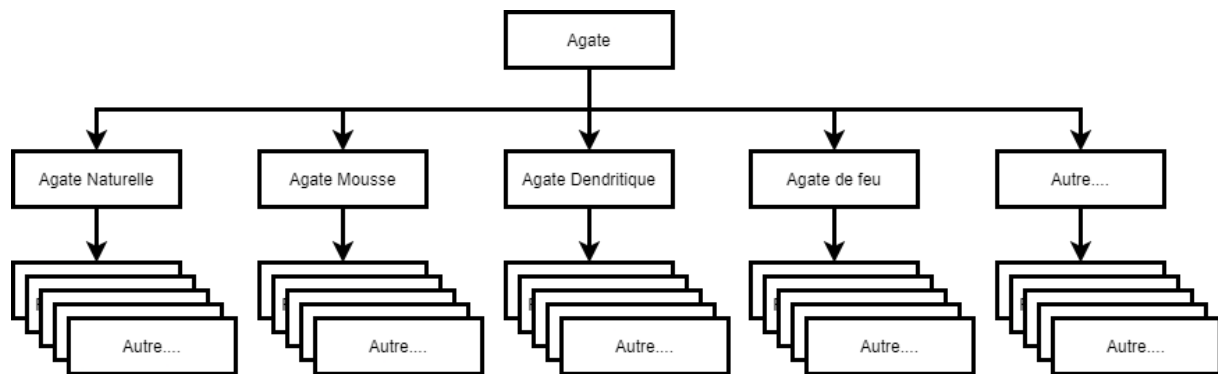 Agate
Agate Naturelle
Agate Mousse
Agate Dendritique
Agate de feu
Autre....
Autre....
Autre....
Autre....
Autre....
Autre....